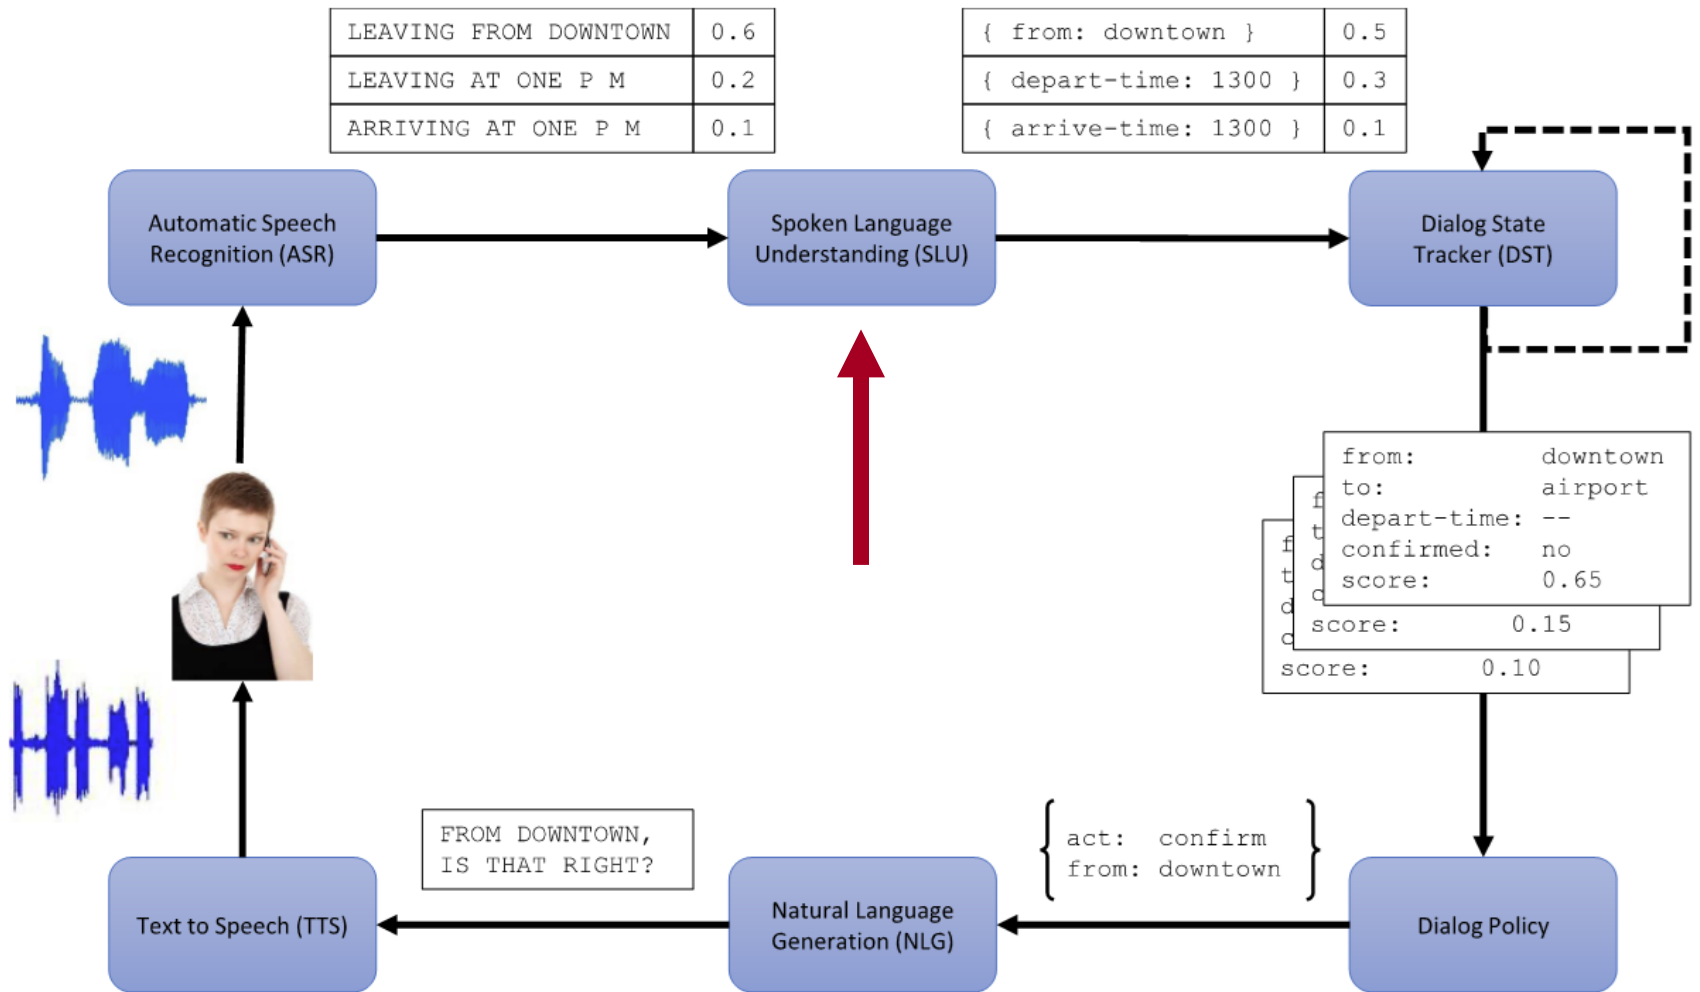 LEAVING FROM DOWNTOWN 0.6
LEAVING AT ONE P M 0.2
ARRIVING AT ONE P M 0.1
{ from: downtown } 0.5
{ depart-time: 1300 } 0.3
{ arrive-time: 1300 } 0.1
Automatic Speech
Recognition (ASR)
Spoken Language
Understanding (SLU)
Dialog State
Tracker (DST)
from: downtown
to: airport
depart-time: --
confirmed: no
score: 0.65
f
t
d
c
score: 0.15
f
t
d
c
score: 0.10
act: confirm
from: downtown
FROM DOWNTOWN,
IS THAT RIGHT?
Text to Speech (TTS)
Natural Language
Generation (NLG)
Dialog Policy